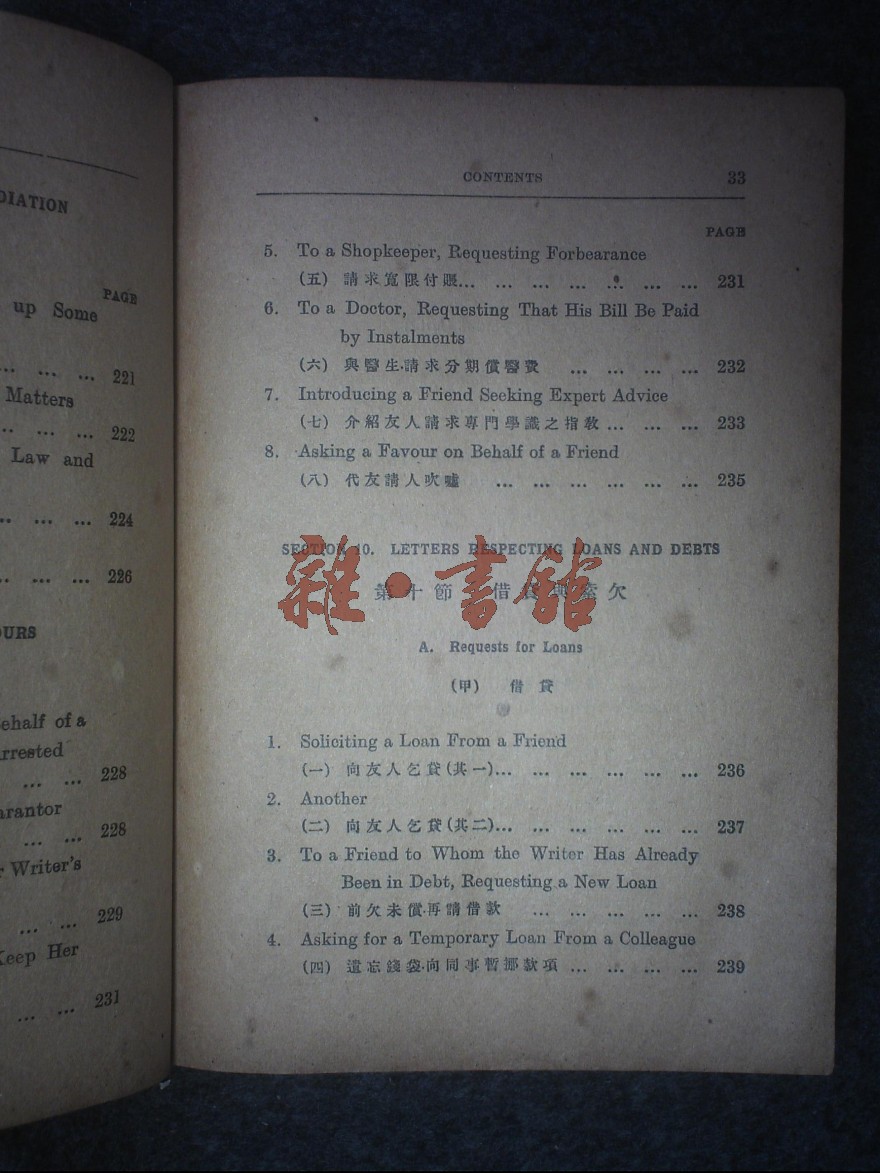 DIATION
PAGE
up Some
... ... ... 221
Matters
... ... ... 222
Law and
... ... ... 224
... ... ... 226
OURS
ehalf of a
rrested
... ... 228
arantor
... ... 228
Writer's
... ... 229
Keep Her
... ... 231
CONTENTS 33
PAGE
5. To a Shopkeeper, Requesting Forbearance
(五) 請求寬限付賬... ... ... ... ... ... ... 231
6. To a Doctor, Requesting That His Bill Be Paid
by Instalments
(六) 與醫生·請求分期償醫費 ... ... ... ... 232
7. Introducing a Friend Seeking Expert Advice
(七) 介紹友人請求專門學識之指敎 ... ... ... 233
8. Asking a Favour on Behalf of a Friend
(八) 代友請人吹噓 ... ... ... ... ... ... 235
SECTION 10. LETTERS RESPECTING LOANS AND DEBTS
雜·書館
第十節 借貸與索欠
A. Requests for Loans
(甲) 借貸
1. Soliciting a Loan From a Friend
(一) 向友人乞貸(其一)... ... ... ... ... ... 236
2. Another
(二) 向友人乞貸(其二)... ... ... ... ... ... 237
3. To a Friend to Whom the Writer Has Already
Been in Debt, Requesting a New Loan
(三) 前欠未償·再請借款 ... ... ... ... ... 238
4. Asking for a Temporary Loan From a Colleague
(四) 遺忘錢袋·向同事暫挪款項 ... ... ... ... 239